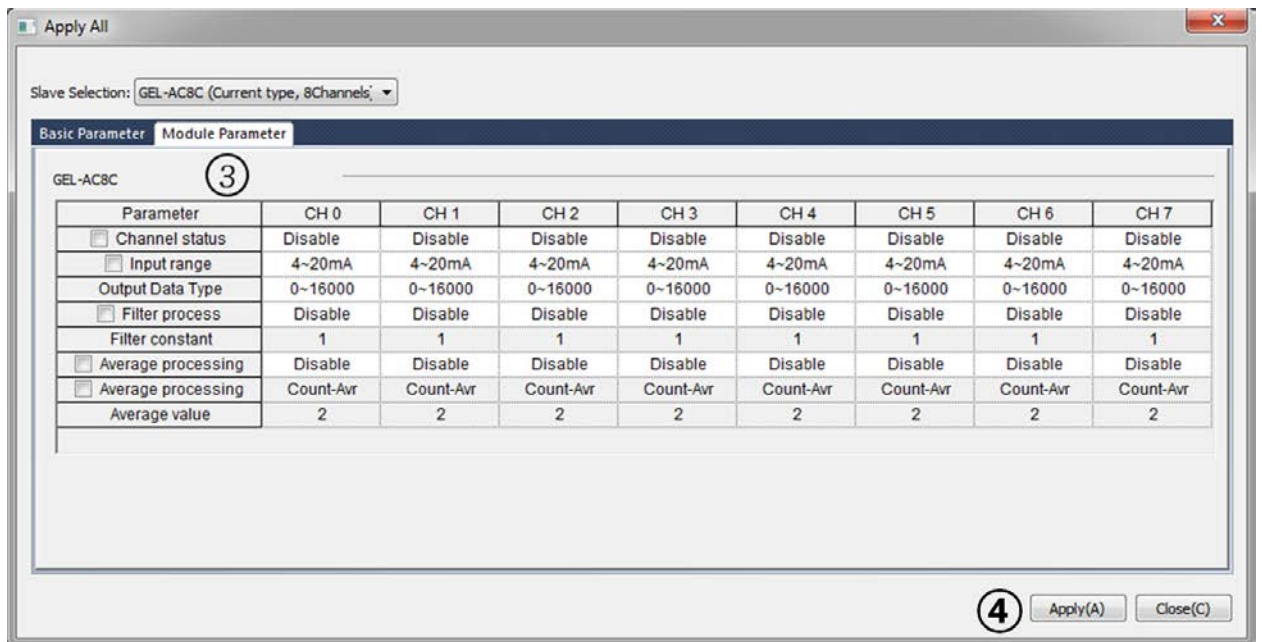 Apply All
Slave Selection: GEL-AC8C (Current type, 8Channels)
Basic Parameter Module Parameter
GEL-AC8C ③
Parameter CH 0 CH 1 CH 2 CH 3 CH 4 CH 5 CH 6 CH 7
Channel status Disable Disable Disable Disable Disable Disable Disable Disable
Input range 4~20mA 4~20mA 4~20mA 4~20mA 4~20mA 4~20mA 4~20mA 4~20mA
Output Data Type 0~16000 0~16000 0~16000 0~16000 0~16000 0~16000 0~16000 0~16000
Filter process Disable Disable Disable Disable Disable Disable Disable Disable
Filter constant 1 1 1 1 1 1 1 1
Average processing Disable Disable Disable Disable Disable Disable Disable Disable
Average processing Count-Avr Count-Avr Count-Avr Count-Avr Count-Avr Count-Avr Count-Avr Count-Avr
Average value 2 2 2 2 2 2 2 2
④ Apply(A) Close(C)